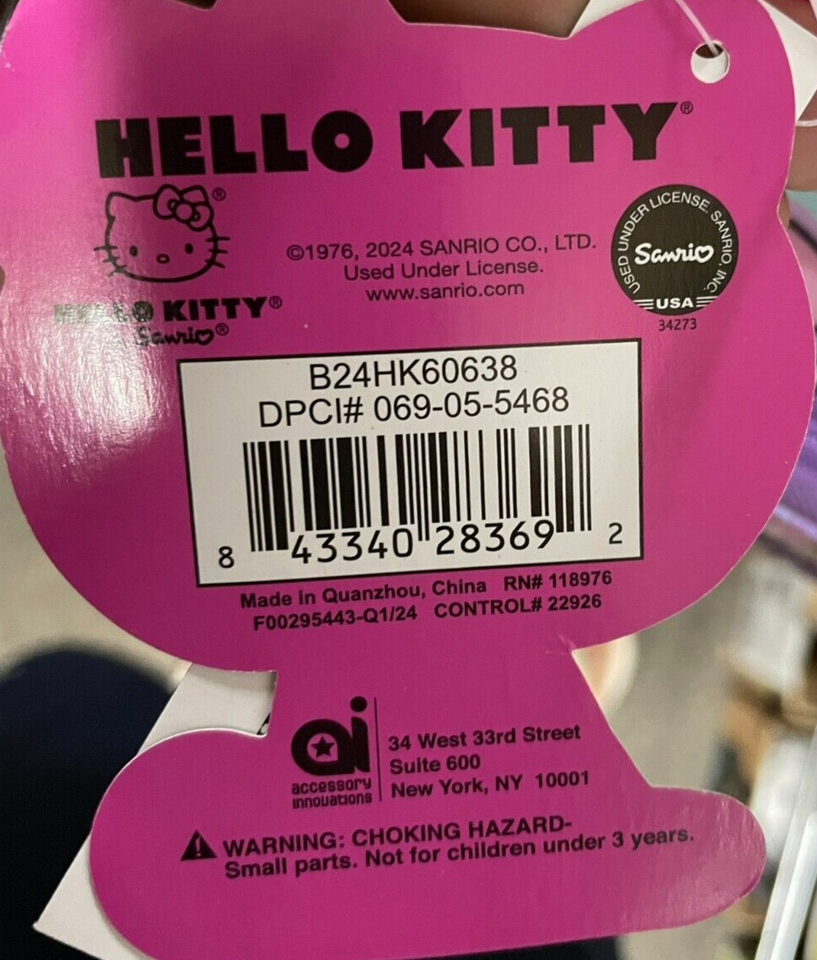 HELLO KITTY®
®
©1976, 2024 SANRIO CO., LTD.
Used Under License.
www.sanrio.com
HELLO KITTY®
Sanrio®
USED UNDER LICENSE. SANRIO, INC.
Sanrio
USA
34273
B24HK60638
DPCI# 069-05-5468
8 43340 28369 2
Made in Quanzhou, China RN# 118976
F00295443-Q1/24 CONTROL# 22926
ai
accessory
innovations
34 West 33rd Street
Suite 600
New York, NY 10001
WARNING: CHOKING HAZARD-
Small parts. Not for children under 3 years.